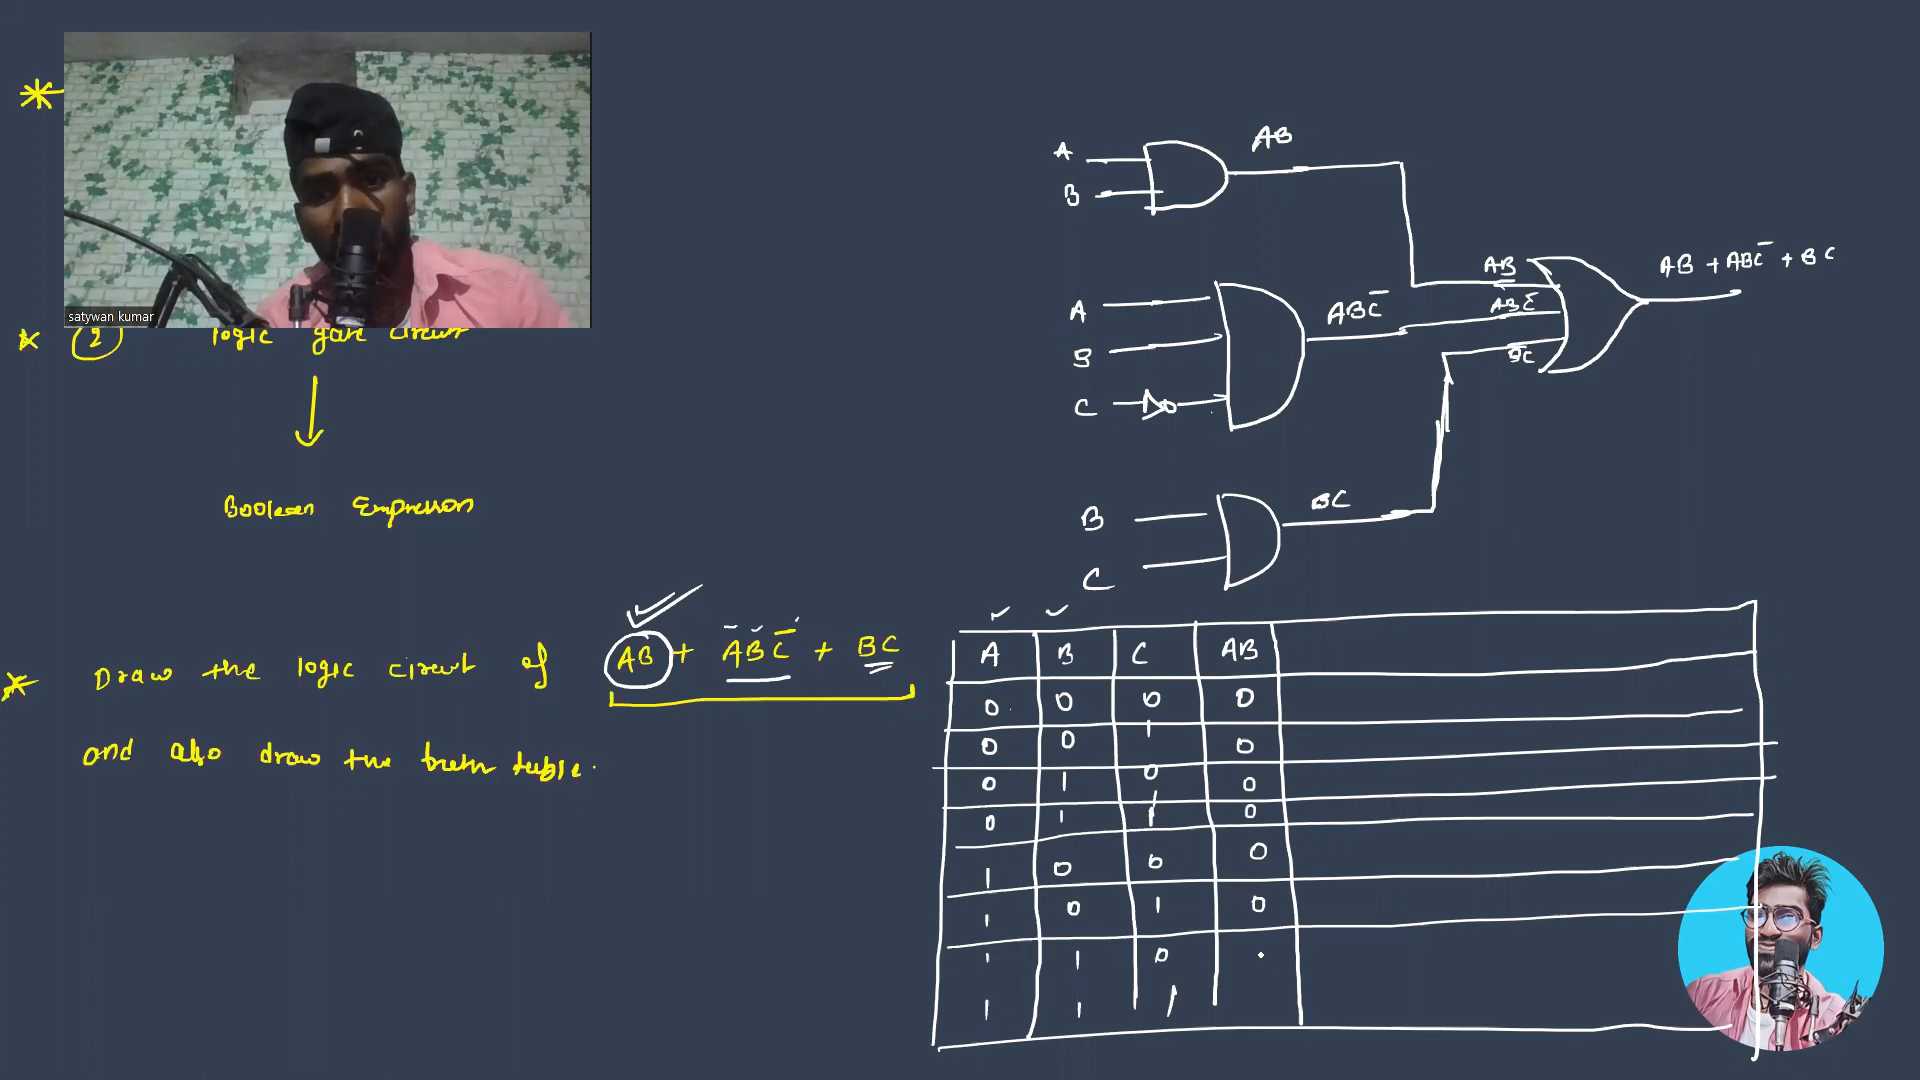 satywan kumar
* (2) logic gate circuit
Boolean Expression
* Draw the logic circuit of AB + ABC̅ + BC
and also draw the truth table.
A
B
AB
A
B
C
ABC̅
B
C
BC
AB
ABC̅
BC
AB + ABC̅ + BC
A B C AB
0 0 0 0
0 0 1 0
0 1 0 0
0 1 1 0
1 0 0 0
1 0 1 0
1 1 0
1 1 1